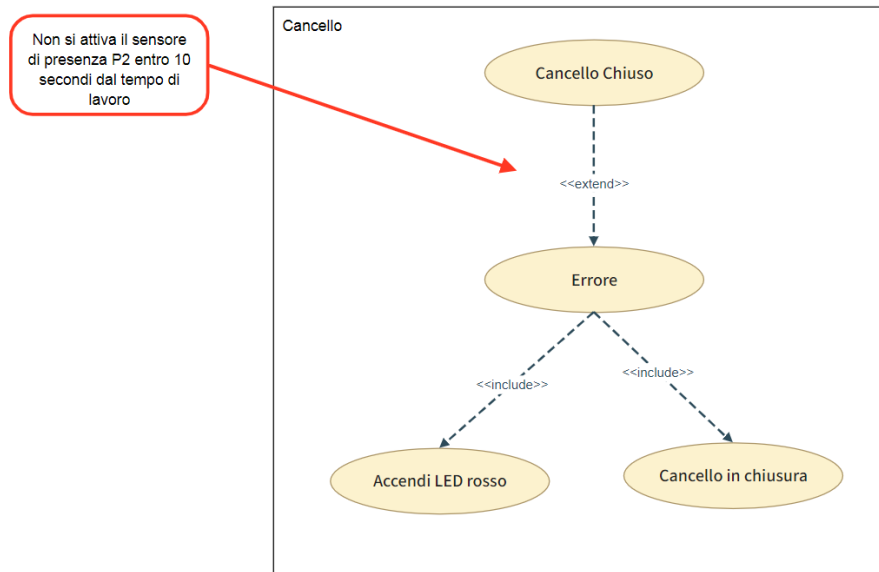 Non si attiva il sensore
di presenza P2 entro 10
secondi dal tempo di
lavoro
Cancello
Cancello Chiuso
<<extend>>
Errore
<<include>>
<<include>>
Accendi LED rosso
Cancello in chiusura